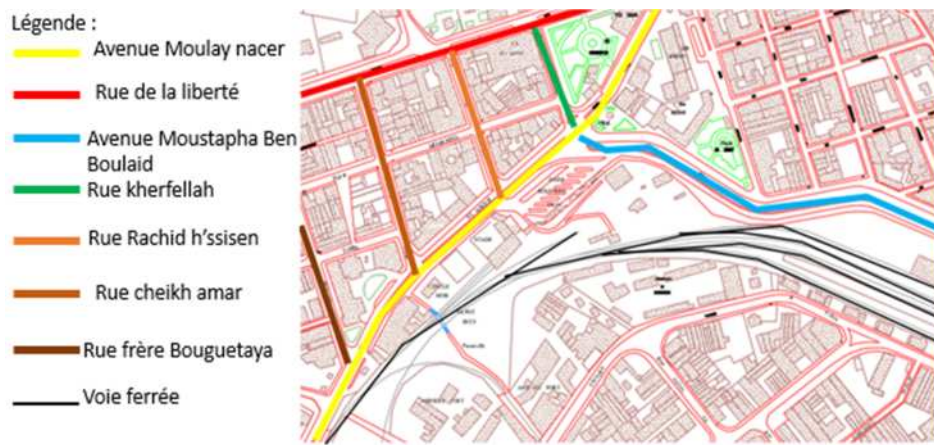 Légende :
Avenue Moulay nacer
Rue de la liberté
Avenue Moustapha Ben
Boulaid
Rue kherfellah
Rue Rachid h'ssisen
Rue cheikh amar
Rue frère Bouguetaya
Voie ferrée